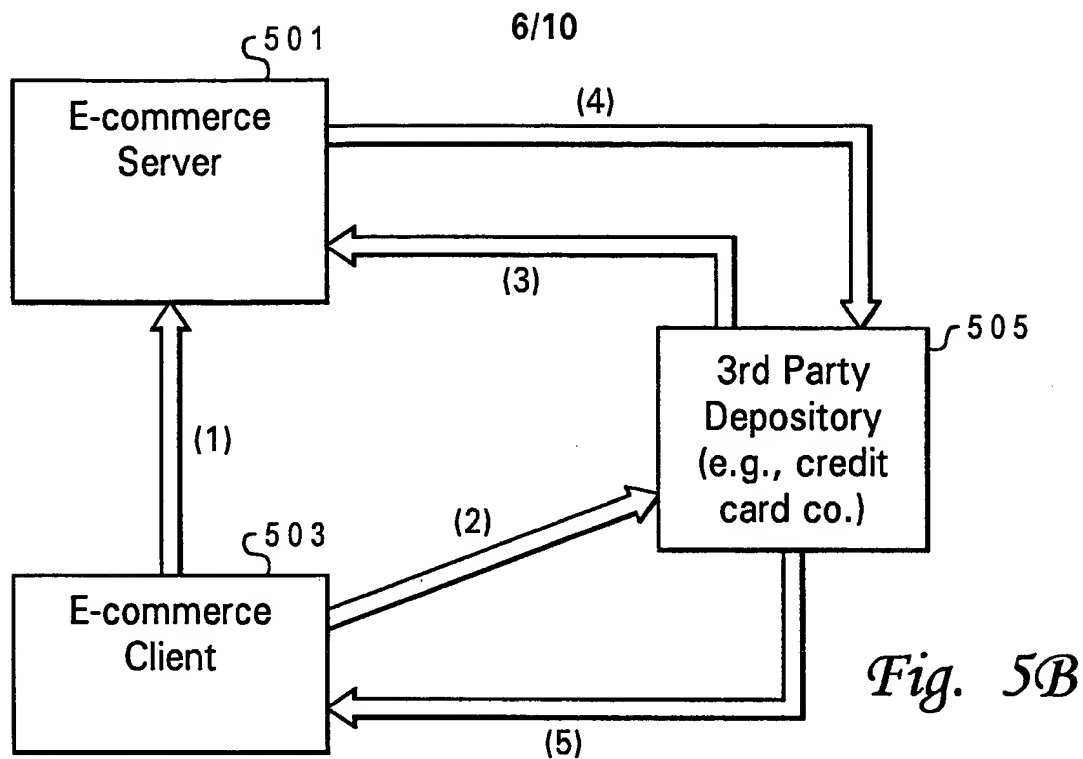 6/10
501
E-commerce
Server
(4)
(3)
505
3rd Party
Depository
(e.g., credit
card co.)
(1)
(2)
503
E-commerce
Client
(5)
Fig. 5B